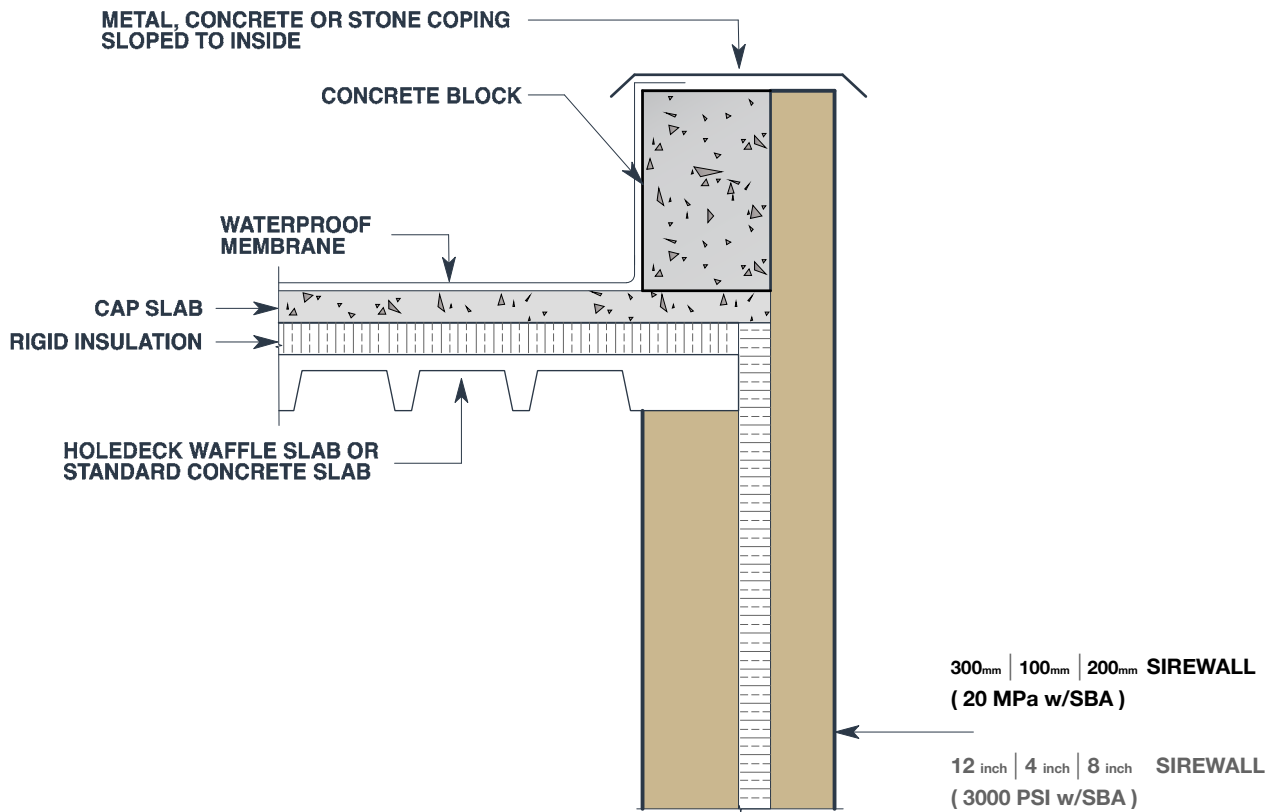 METAL, CONCRETE OR STONE COPING
SLOPED TO INSIDE
CONCRETE BLOCK
WATERPROOF
MEMBRANE
CAP SLAB
RIGID INSULATION
HOLEDECK WAFFLE SLAB OR
STANDARD CONCRETE SLAB
300mm | 100mm | 200mm SIREWALL
( 20 MPa w/SBA )
12 inch | 4 inch | 8 inch SIREWALL
( 3000 PSI w/SBA )